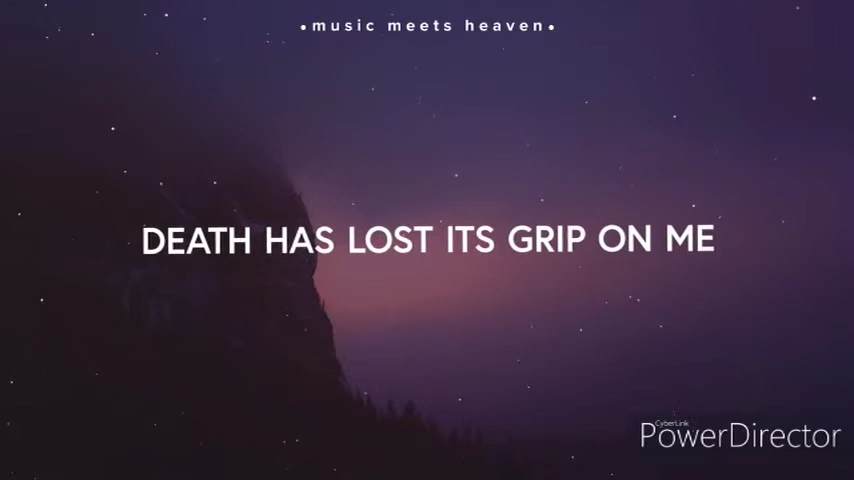 •music meets heaven•
DEATH HAS LOST ITS GRIP ON ME
CyberLink
PowerDirector